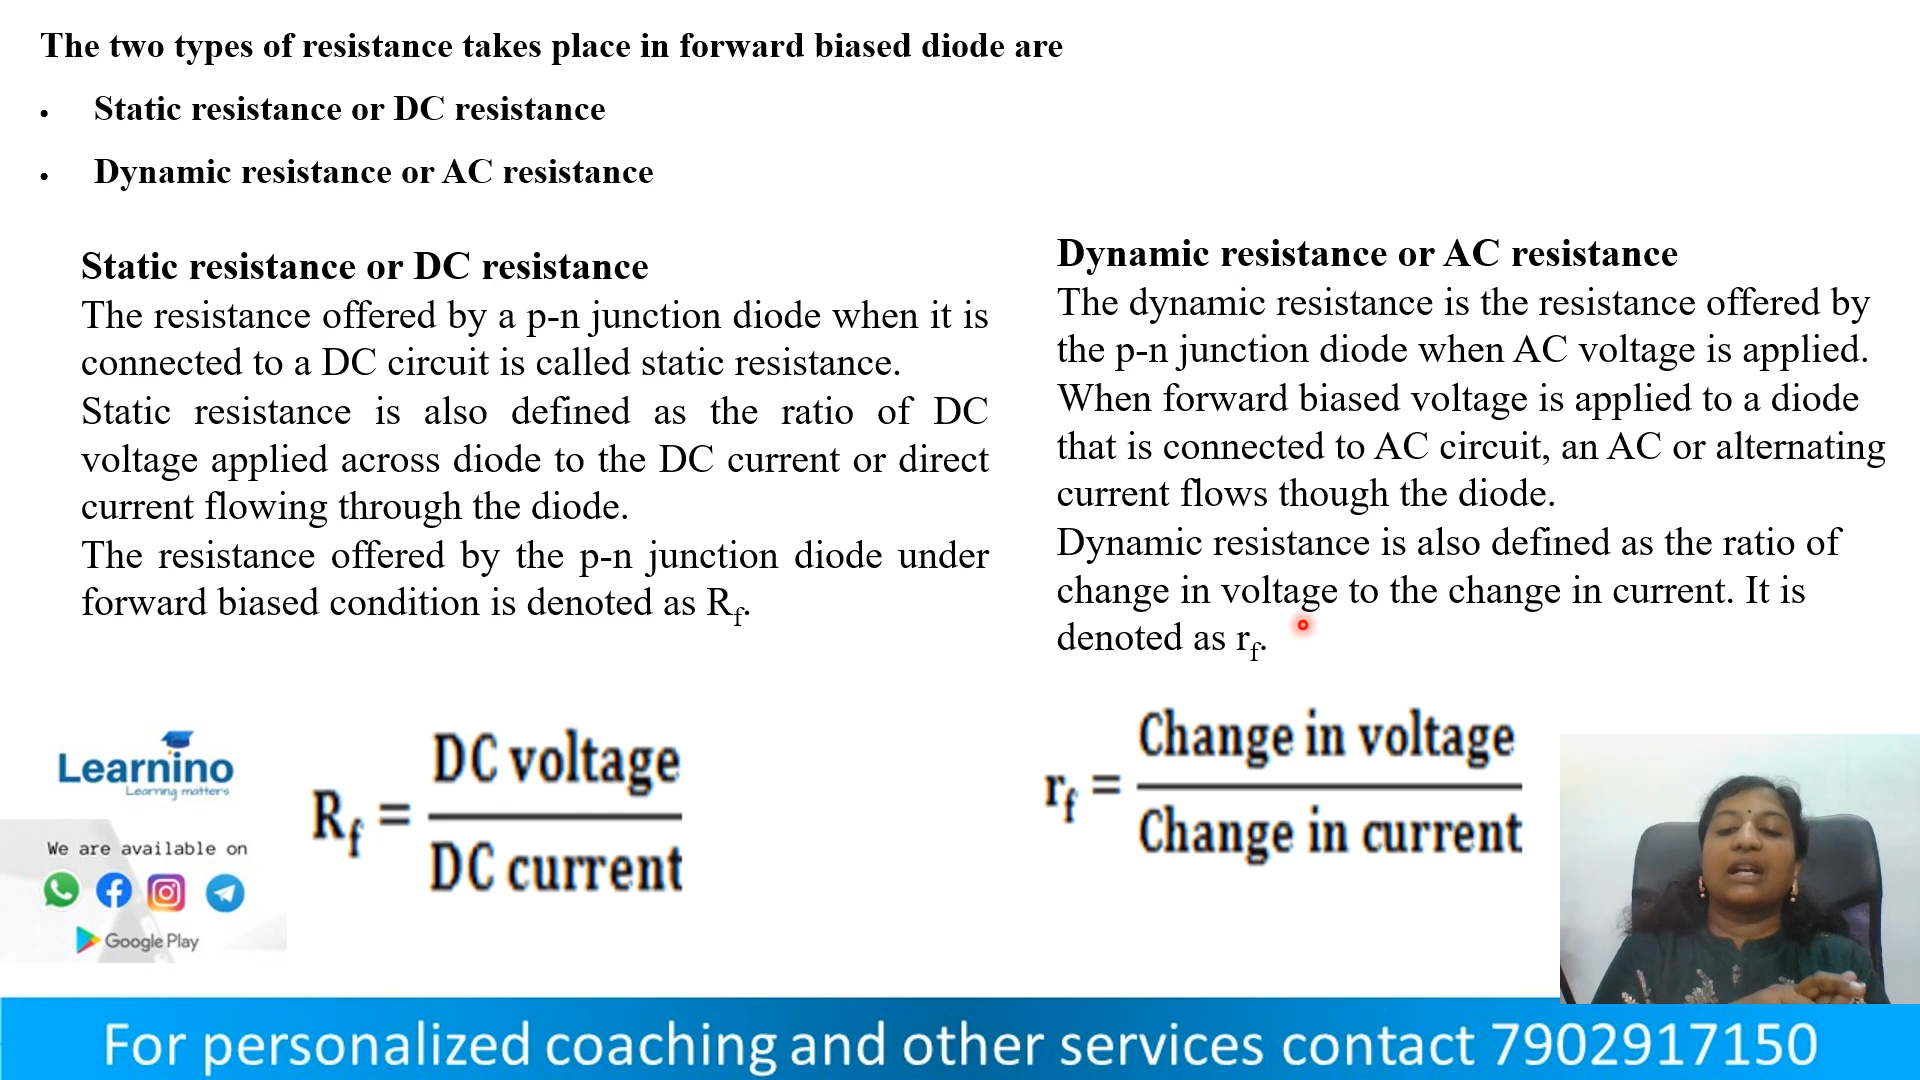 The two types of resistance takes place in forward biased diode are
• Static resistance or DC resistance
• Dynamic resistance or AC resistance
Static resistance or DC resistance
The resistance offered by a p-n junction diode when it is
connected to a DC circuit is called static resistance.
Static resistance is also defined as the ratio of DC
voltage applied across diode to the DC current or direct
current flowing through the diode.
The resistance offered by the p-n junction diode under
forward biased condition is denoted as Rf.
Rf = DC voltage
DC current
Dynamic resistance or AC resistance
The dynamic resistance is the resistance offered by
the p-n junction diode when AC voltage is applied.
When forward biased voltage is applied to a diode
that is connected to AC circuit, an AC or alternating
current flows though the diode.
Dynamic resistance is also defined as the ratio of
change in voltage to the change in current. It is
denoted as rf.
rf = Change in voltage
Change in current
Learnino
Learning matters
We are available on
Google Play
For personalized coaching and other services contact 7902917150